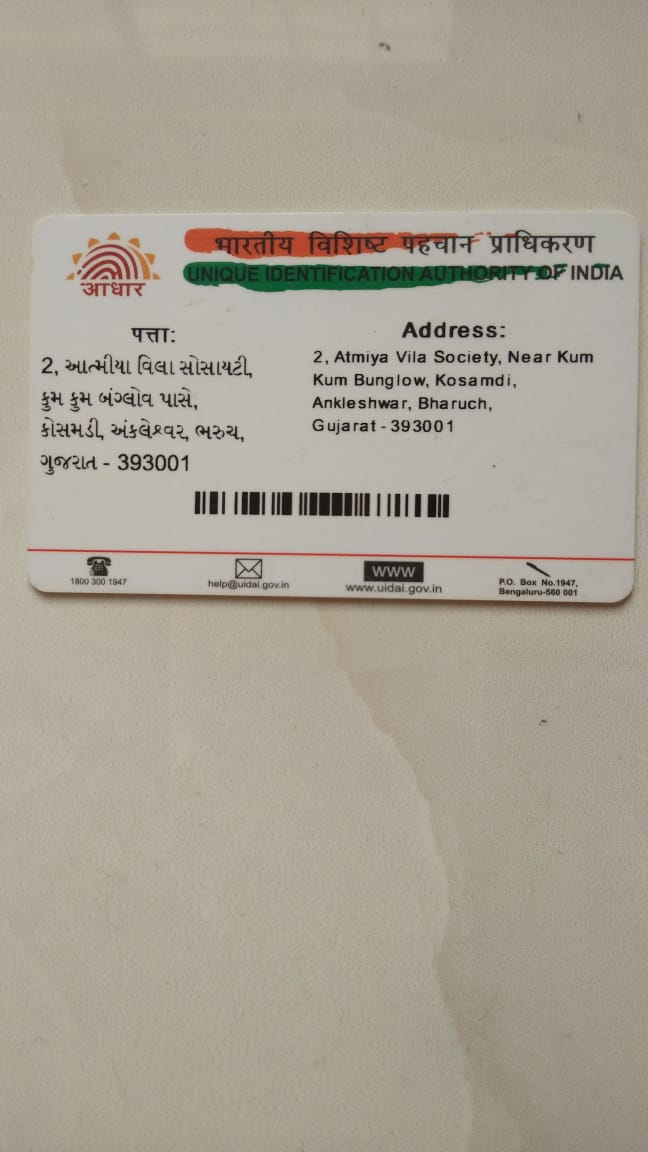 भारतीय विशिष्ट पहचान प्राधिकरण
UNIQUE IDENTIFICATION AUTHORITY OF INDIA
आधार
पत्ता:
2, આત્મીયા વિલા સોસાયટી,
કુમ કુમ બંગ્લોવ પાસે,
કોસમડી, અંકલેશ્વર, ભરુચ,
ગુજરાત - 393001
Address:
2, Atmiya Vila Society, Near Kum
Kum Bunglow, Kosamdi,
Ankleshwar, Bharuch,
Gujarat - 393001
1800 300 1947
help@uidai.gov.in
WWW
www.uidai.gov.in
P.O. Box No.1947,
Bengaluru-560 001